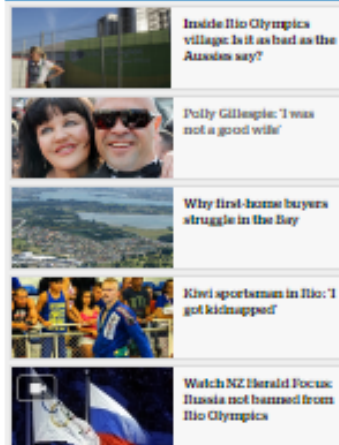 Inside Rio Olympics
village: Is it as bad as the
Aussies say?
Polly Gillespie: 'I was
not a good wife'
Why first-home buyers
struggle in the Bay
Kiwi sportsman in Rio: 'I
got kidnapped'
Watch NZ Herald Focus:
Russia not banned from
Rio Olympics